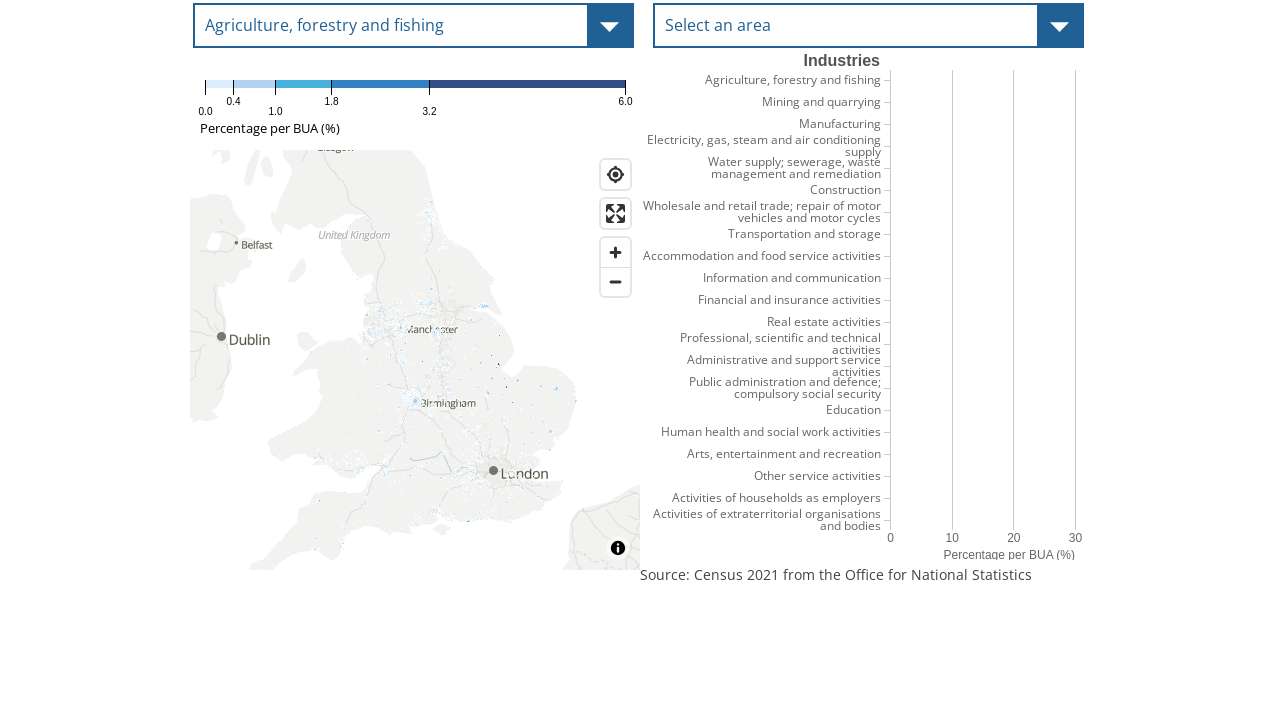 Agriculture, forestry and fishing
Select an area
0.0
0.4
1.0
1.8
3.2
6.0
Percentage per BUA (%)
Glasgow
United Kingdom
Belfast
Dublin
Manchester
Birmingham
London
Industries
Agriculture, forestry and fishing
Mining and quarrying
Manufacturing
Electricity, gas, steam and air conditioning
supply
Water supply; sewerage, waste
management and remediation
Construction
Wholesale and retail trade; repair of motor
vehicles and motor cycles
Transportation and storage
Accommodation and food service activities
Information and communication
Financial and insurance activities
Real estate activities
Professional, scientific and technical
activities
Administrative and support service
activities
Public administration and defence;
compulsory social security
Education
Human health and social work activities
Arts, entertainment and recreation
Other service activities
Activities of households as employers
Activities of extraterritorial organisations
and bodies
0 10 20 30
Percentage per BUA (%)
Source: Census 2021 from the Office for National Statistics